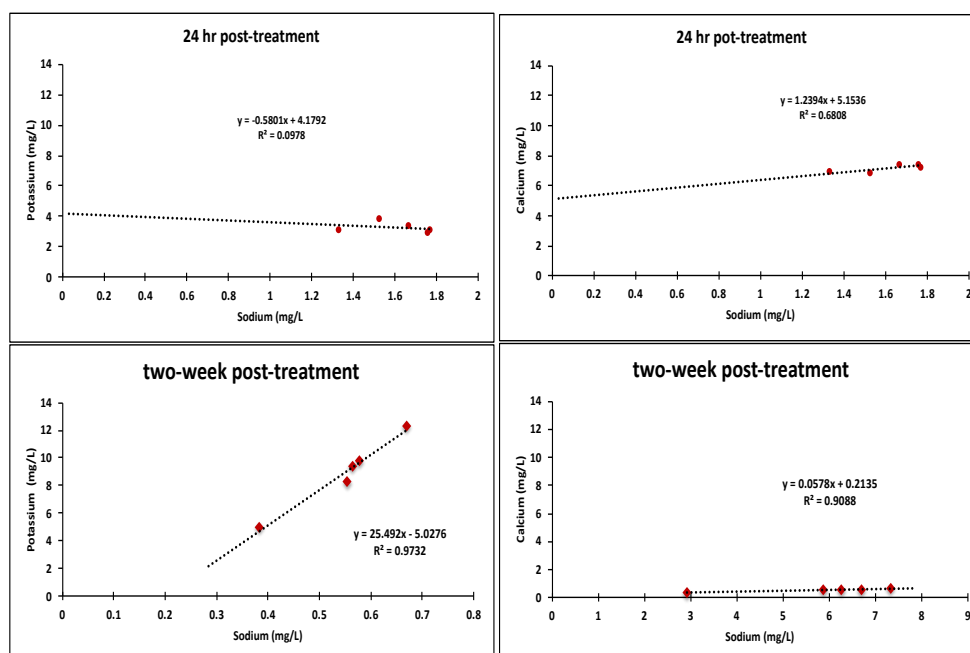 24 hr post-treatment
14
12
10
8
6
4
2
0
Potassium (mg/L)
y = -0.5801x + 4.1792
R² = 0.0978
0 0.2 0.4 0.6 0.8 1 1.2 1.4 1.6 1.8 2
Sodium (mg/L
24 hr pot-treatment
14
12
10
8
6
4
2
0
Calcium (mg/L)
y = 1.2394x + 5.1536
R² = 0.6808
0 0.2 0.4 0.6 0.8 1 1.2 1.4 1.6 1.8 2
Sodium (mg/L)
two-week post-treatment
14
12
10
8
6
4
2
0
Potassium (mg/L)
y = 25.492x - 5.0276
R² = 0.9732
0 0.1 0.2 0.3 0.4 0.5 0.6 0.7 0.8
Sodium (mg/L)
two-week post-treatment
14
12
10
8
6
4
2
0
Calcium (mg/L)
y = 0.0578x + 0.2135
R² = 0.9088
0 1 2 3 4 5 6 7 8 9
Sodium (mg/L)